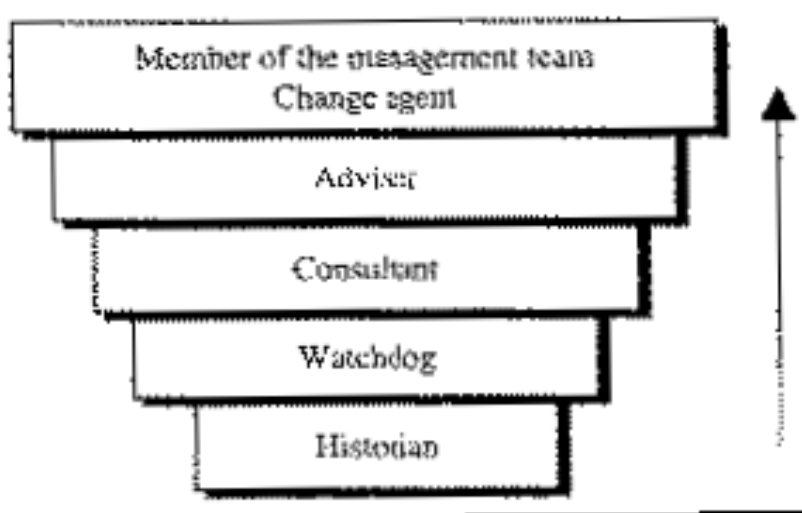 Member of the management team
Change agent
Adviser
Consultant
Watchdog
Historian